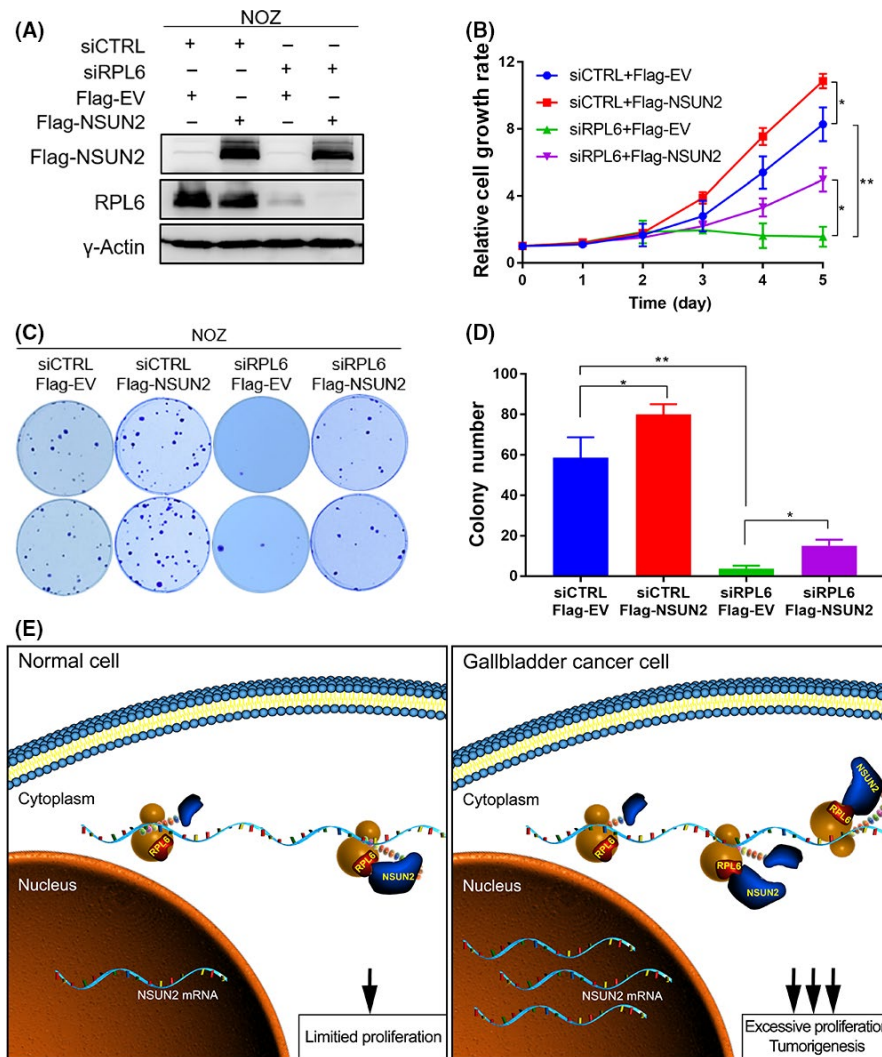 (A)
NOZ
siCTRL + + – –
siRPL6 – – + +
Flag-EV + – + –
Flag-NSUN2 – + – +
Flag-NSUN2
RPL6
γ-Actin
(B)
Relative cell growth rate
12
8
4
0
0 1 2 3 4 5
Time (day)
siCTRL+Flag-EV
siCTRL+Flag-NSUN2
siRPL6+Flag-EV
siRPL6+Flag-NSUN2
*
**
*
(C)
NOZ
siCTRL siCTRL siRPL6 siRPL6
Flag-EV Flag-NSUN2 Flag-EV Flag-NSUN2
(D)
Colony number
100
80
60
40
20
0
**
*
*
siCTRL siCTRL siRPL6 siRPL6
Flag-EV Flag-NSUN2 Flag-EV Flag-NSUN2
(E)
Normal cell
Cytoplasm
RPL6
RPL6
NSUN2
Nucleus
NSUN2 mRNA
Limitied proliferation
Gallbladder cancer cell
NSUN2
Cytoplasm
RPL6
RPL6
RPL6
NSUN2
Nucleus
NSUN2 mRNA
Excessive proliferation
Tumorigenesis